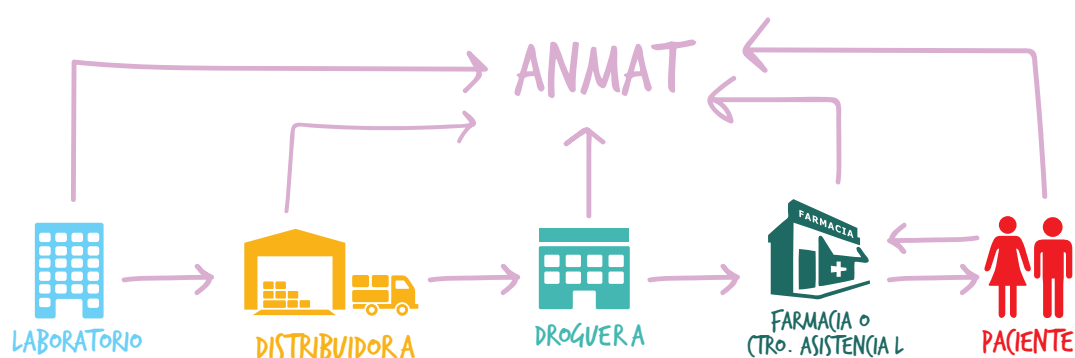 ANMAT
FARMACIA
LABORATORIO
DISTRIBUIDORA
DROGUERA
FARMACIA O
CTRO. ASISTENCIAL
PACIENTE